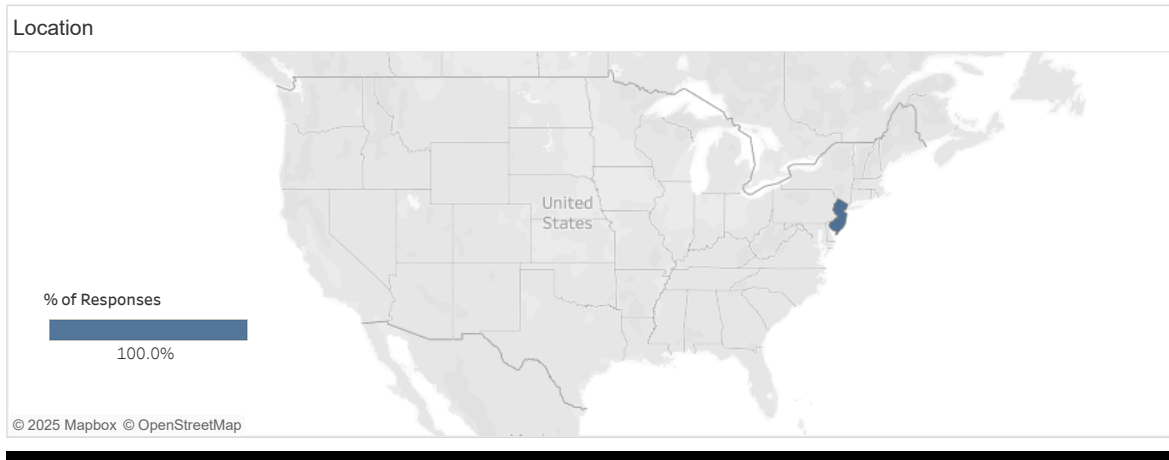 Location
United
States
% of Responses
100.0%
© 2025 Mapbox © OpenStreetMap